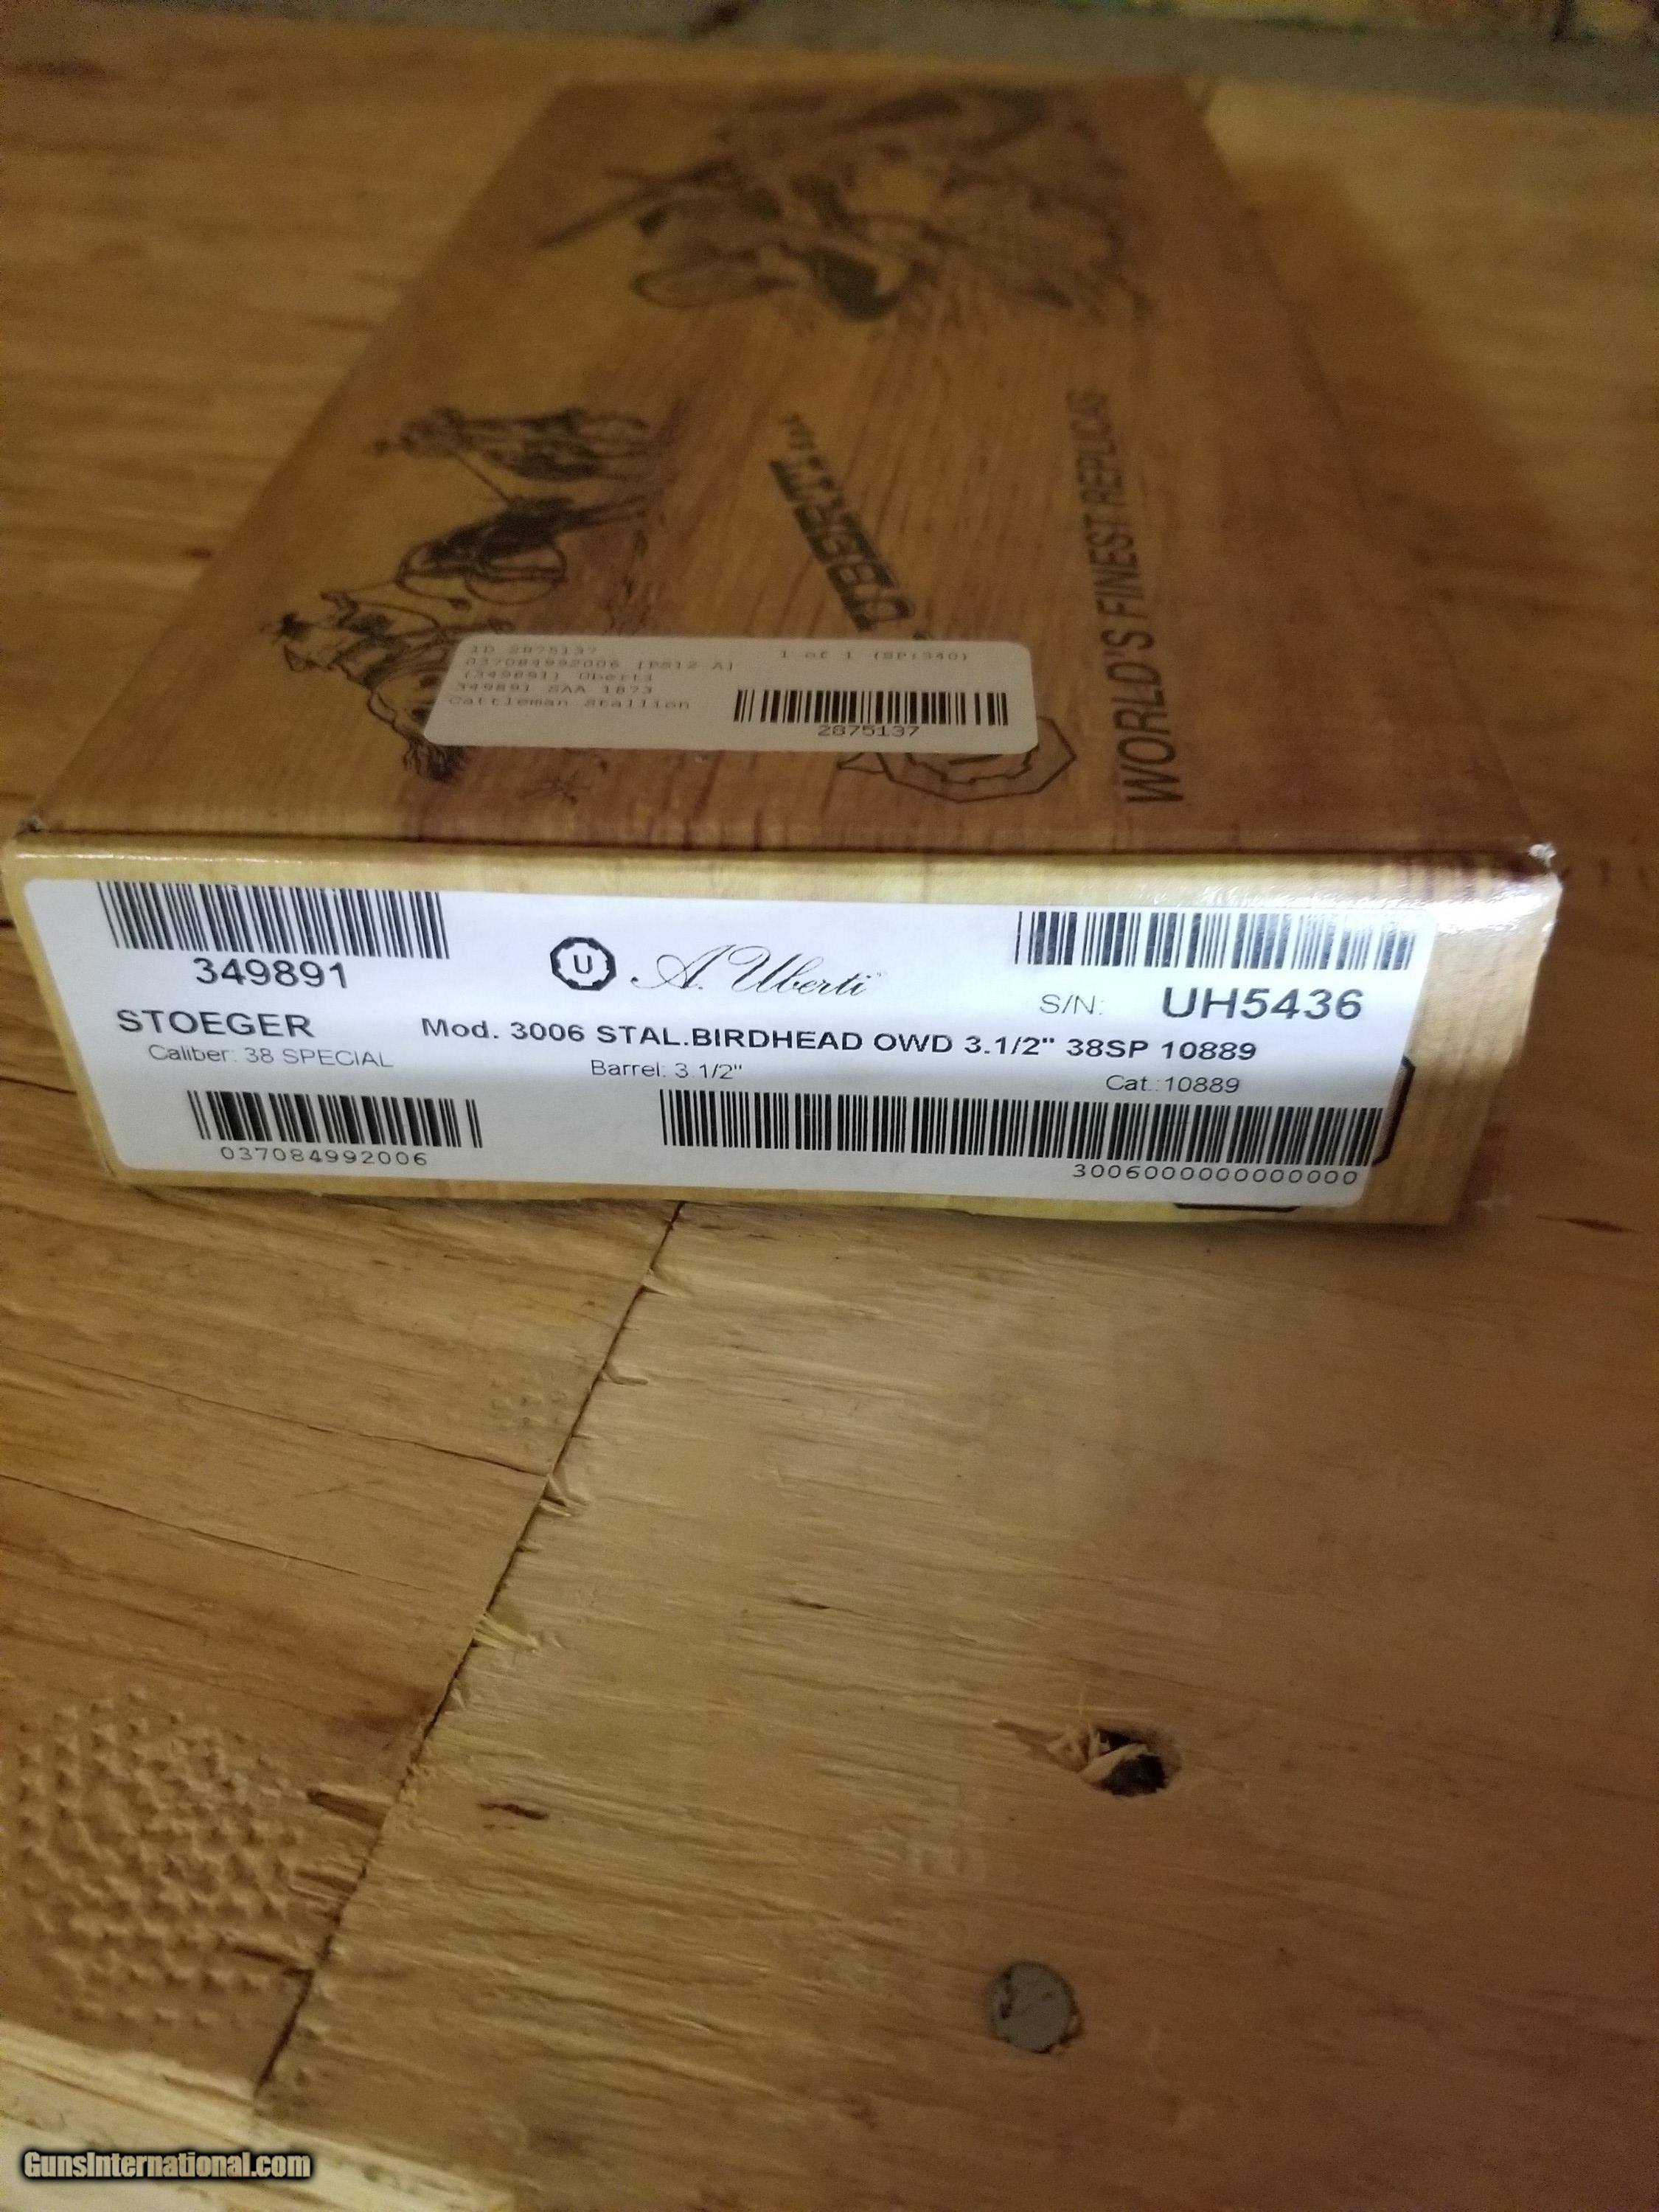 UBERTI
WORLD'S FINEST REPLICAS
ID 2875137
1 of 1 (SP:340)
037084992006 [PS12 A]
(349891) Uberti
349891 SAA 1873
Cattleman Stallion
2875137
349891
U
A. Uberti
S/N: UH5436
STOEGER
Mod. 3006 STAL.BIRDHEAD OWD 3.1/2" 38SP 10889
Caliber: 38 SPECIAL
Barrel: 3 1/2"
Cat.:10889
037084992006
3006000000000000
GunsInternational.com